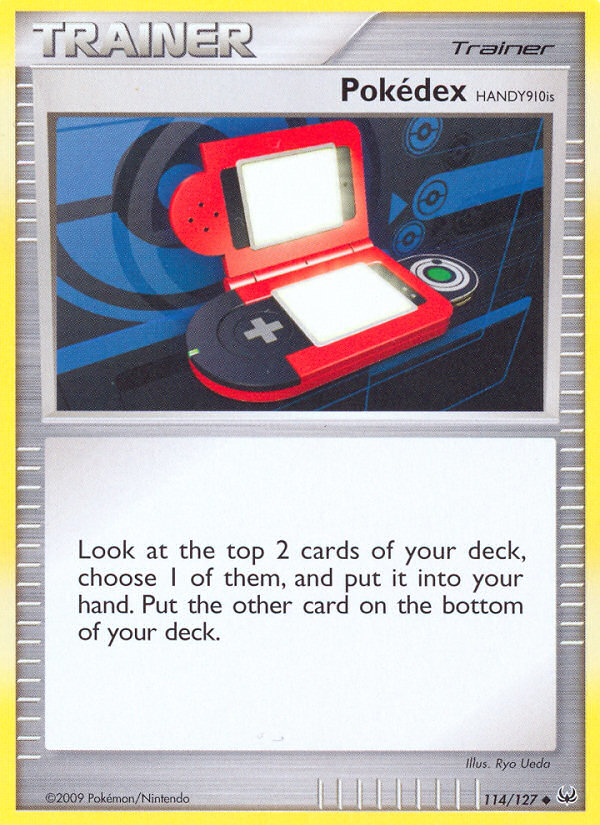 TRAINER
Trainer
Pokédex HANDY910is
Look at the top 2 cards of your deck,
choose 1 of them, and put it into your
hand. Put the other card on the bottom
of your deck.
Illus. Ryo Ueda
©2009 Pokémon/Nintendo
114/127 ◆